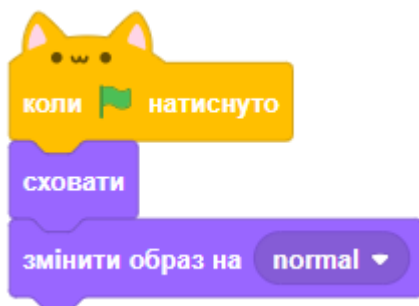 коли натиснуто
сховати
змінити образ на normal